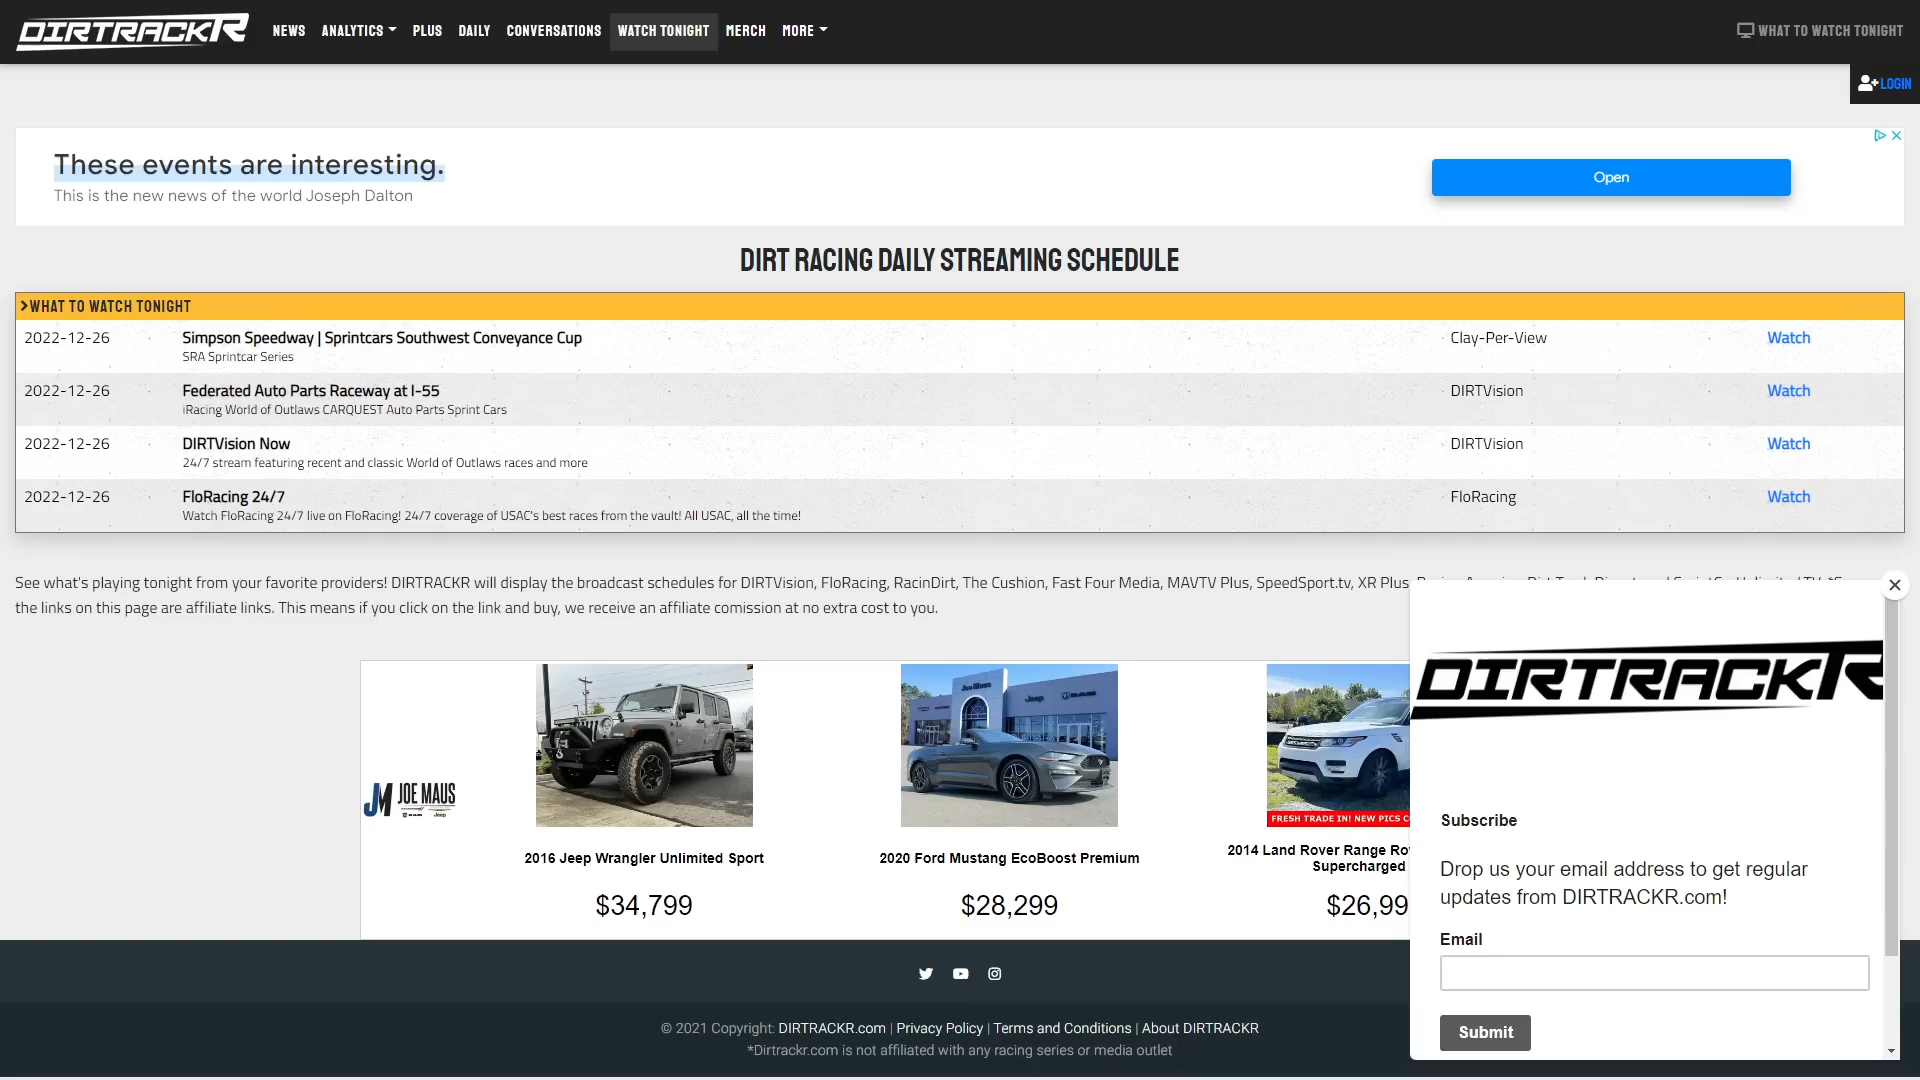 DIRTRACKR NEWS ANALYTICS PLUS DAILY CONVERSATIONS WATCH TONIGHT MERCH MORE WHAT TO WATCH TONIGHT
LOGIN
These events are interesting.
This is the new news of the world Joseph Dalton
Open
DIRT RACING DAILY STREAMING SCHEDULE
WHAT TO WATCH TONIGHT
2022-12-26 Simpson Speedway | Sprintcars Southwest Conveyance Cup Clay-Per-View Watch
SRA Sprintcar Series
2022-12-26 Federated Auto Parts Raceway at I-55 DIRTVision Watch
iRacing World of Outlaws CARQUEST Auto Parts Sprint Cars
2022-12-26 DIRTVision Now DIRTVision Watch
24/7 stream featuring recent and classic World of Outlaws races and more
2022-12-26 FloRacing 24/7 FloRacing Watch
Watch FloRacing 24/7 live on FloRacing! 24/7 coverage of USAC's best races from the vault! All USAC, all the time!
See what's playing tonight from your favorite providers! DIRTRACKR will display the broadcast schedules for DIRTVision, FloRacing, RacinDirt, The Cushion, Fast Four Media, MAVTV Plus, SpeedSport.tv, XR Plus,
the links on this page are affiliate links. This means if you click on the link and buy, we receive an affiliate comission at no extra cost to you.
JM JOE MAUS
2016 Jeep Wrangler Unlimited Sport
$34,799
2020 Ford Mustang EcoBoost Premium
$28,299
FRESH TRADE IN! NEW PICS C
2014 Land Rover Range Ro
Supercharged
$26,99
DIRTRACKR
Subscribe
Drop us your email address to get regular
updates from DIRTRACKR.com!
Email
Submit
© 2021 Copyright: DIRTRACKR.com | Privacy Policy | Terms and Conditions | About DIRTRACKR
*Dirtrackr.com is not affiliated with any racing series or media outlet